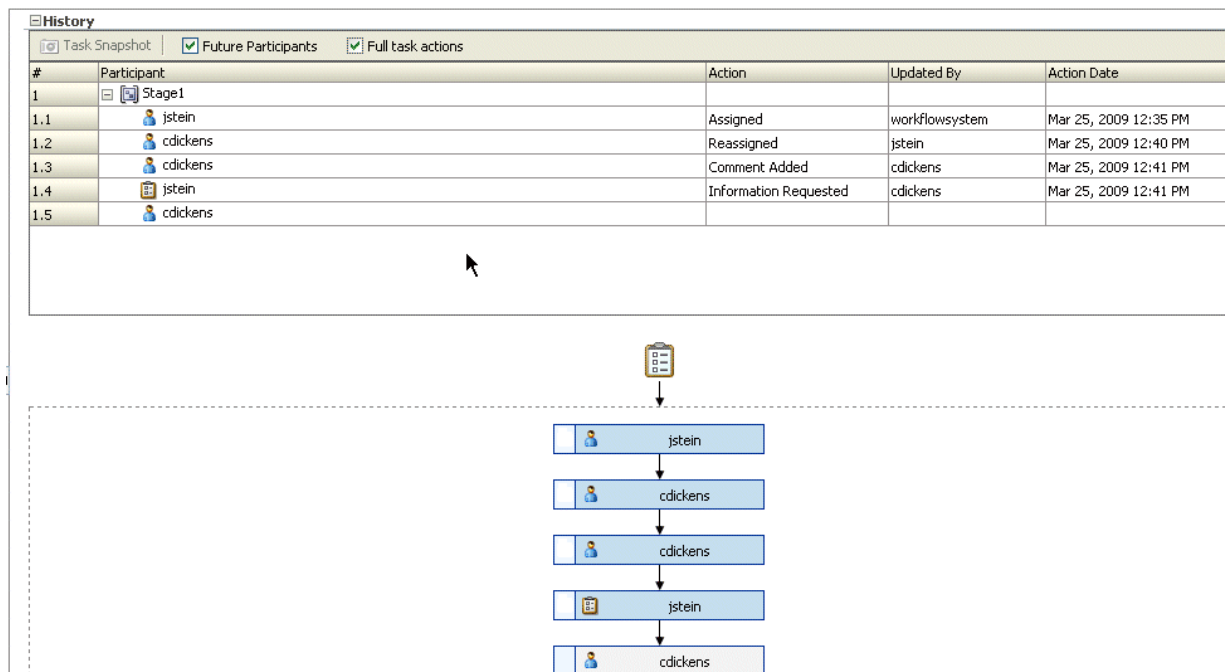 History
Task Snapshot Future Participants Full task actions
# Participant Action Updated By Action Date
1 Stage1
1.1 jstein Assigned workflowsystem Mar 25, 2009 12:35 PM
1.2 cdickens Reassigned jstein Mar 25, 2009 12:40 PM
1.3 cdickens Comment Added cdickens Mar 25, 2009 12:41 PM
1.4 jstein Information Requested cdickens Mar 25, 2009 12:41 PM
1.5 cdickens
jstein
cdickens
cdickens
jstein
cdickens